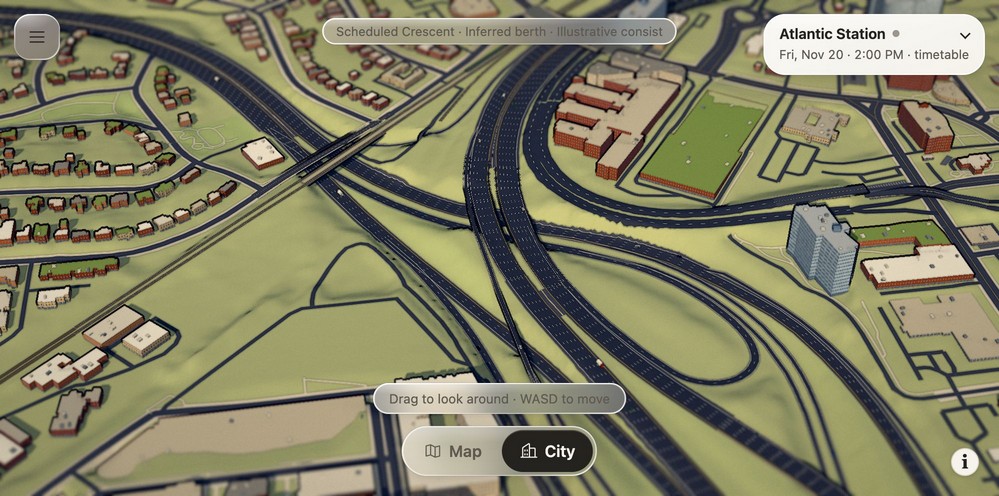 Scheduled Crescent · Inferred berth · Illustrative consist
Atlantic Station
Fri, Nov 20 · 2:00 PM · timetable
Drag to look around · WASD to move
Map
City
i